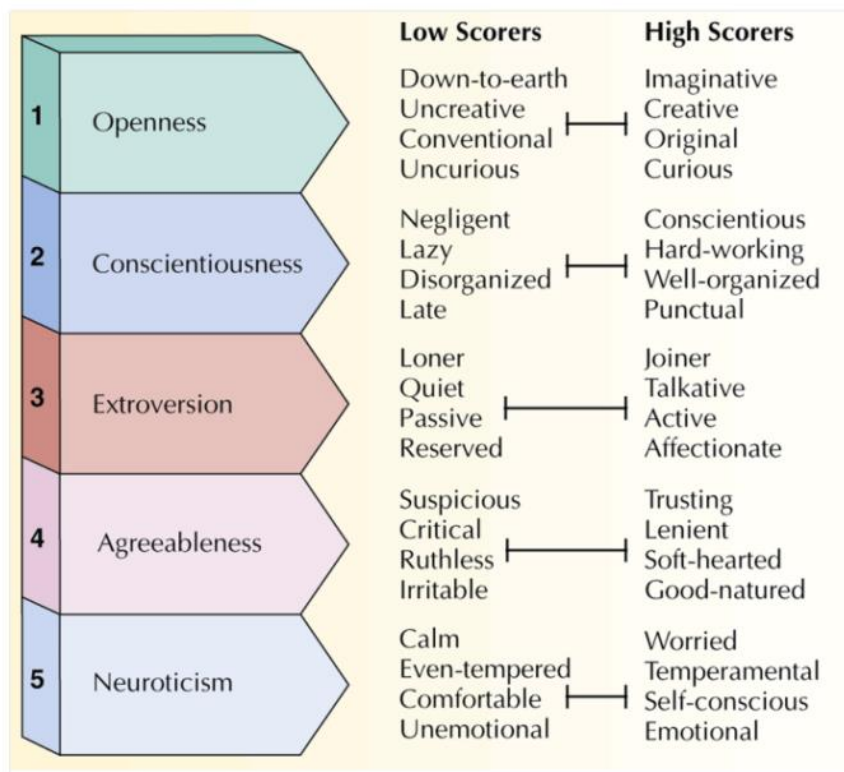 Low Scorers High Scorers
1 Openness
Down-to-earth Imaginative
Uncreative Creative
Conventional Original
Uncurious Curious
2 Conscientiousness
Negligent Conscientious
Lazy Hard-working
Disorganized Well-organized
Late Punctual
3 Extroversion
Loner Joiner
Quiet Talkative
Passive Active
Reserved Affectionate
4 Agreeableness
Suspicious Trusting
Critical Lenient
Ruthless Soft-hearted
Irritable Good-natured
5 Neuroticism
Calm Worried
Even-tempered Temperamental
Comfortable Self-conscious
Unemotional Emotional